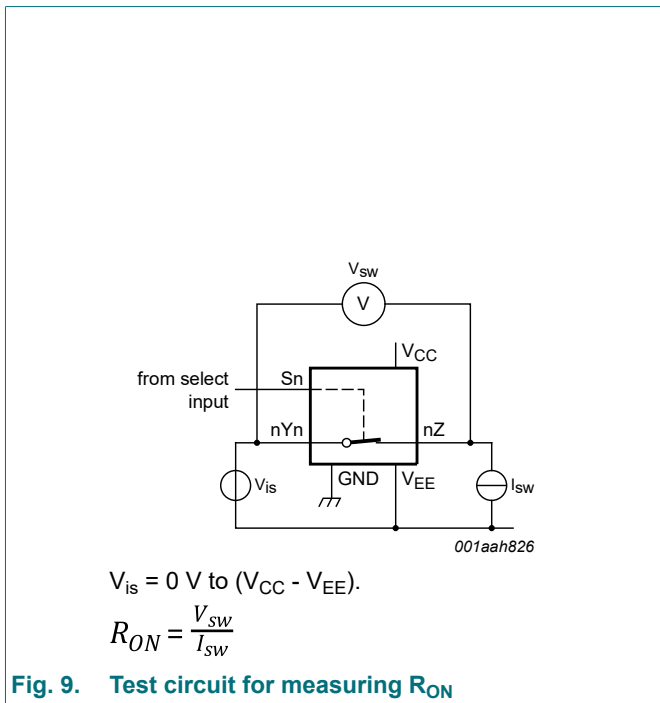 Vsw
V
VCC
from select
input
Sn
nYn
nZ
Vis
GND
VEE
Isw
001aah826
Vis = 0 V to (VCC - VEE).
RON = Vsw / Isw
Fig. 9. Test circuit for measuring RON